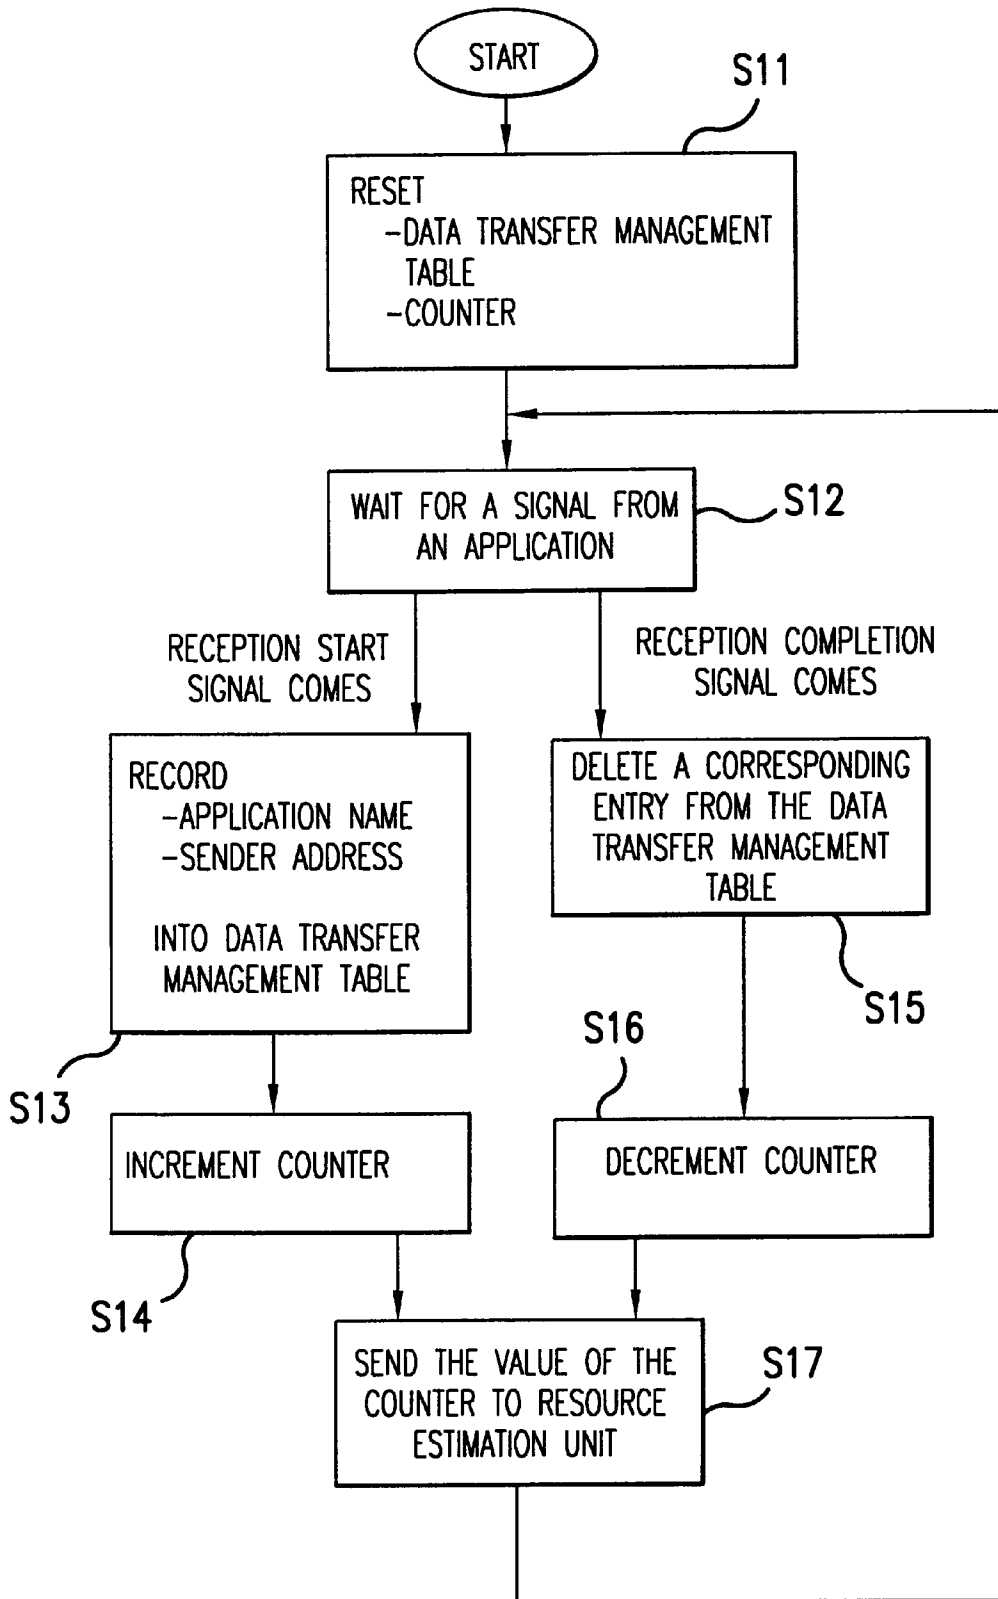 START
S11
RESET
-DATA TRANSFER MANAGEMENT
TABLE
-COUNTER
WAIT FOR A SIGNAL FROM
AN APPLICATION
S12
RECEPTION START
SIGNAL COMES
RECEPTION COMPLETION
SIGNAL COMES
RECORD
-APPLICATION NAME
-SENDER ADDRESS
INTO DATA TRANSFER
MANAGEMENT TABLE
S13
DELETE A CORRESPONDING
ENTRY FROM THE DATA
TRANSFER MANAGEMENT
TABLE
S15
S16
INCREMENT COUNTER
S14
DECREMENT COUNTER
SEND THE VALUE OF THE
COUNTER TO RESOURCE
ESTIMATION UNIT
S17